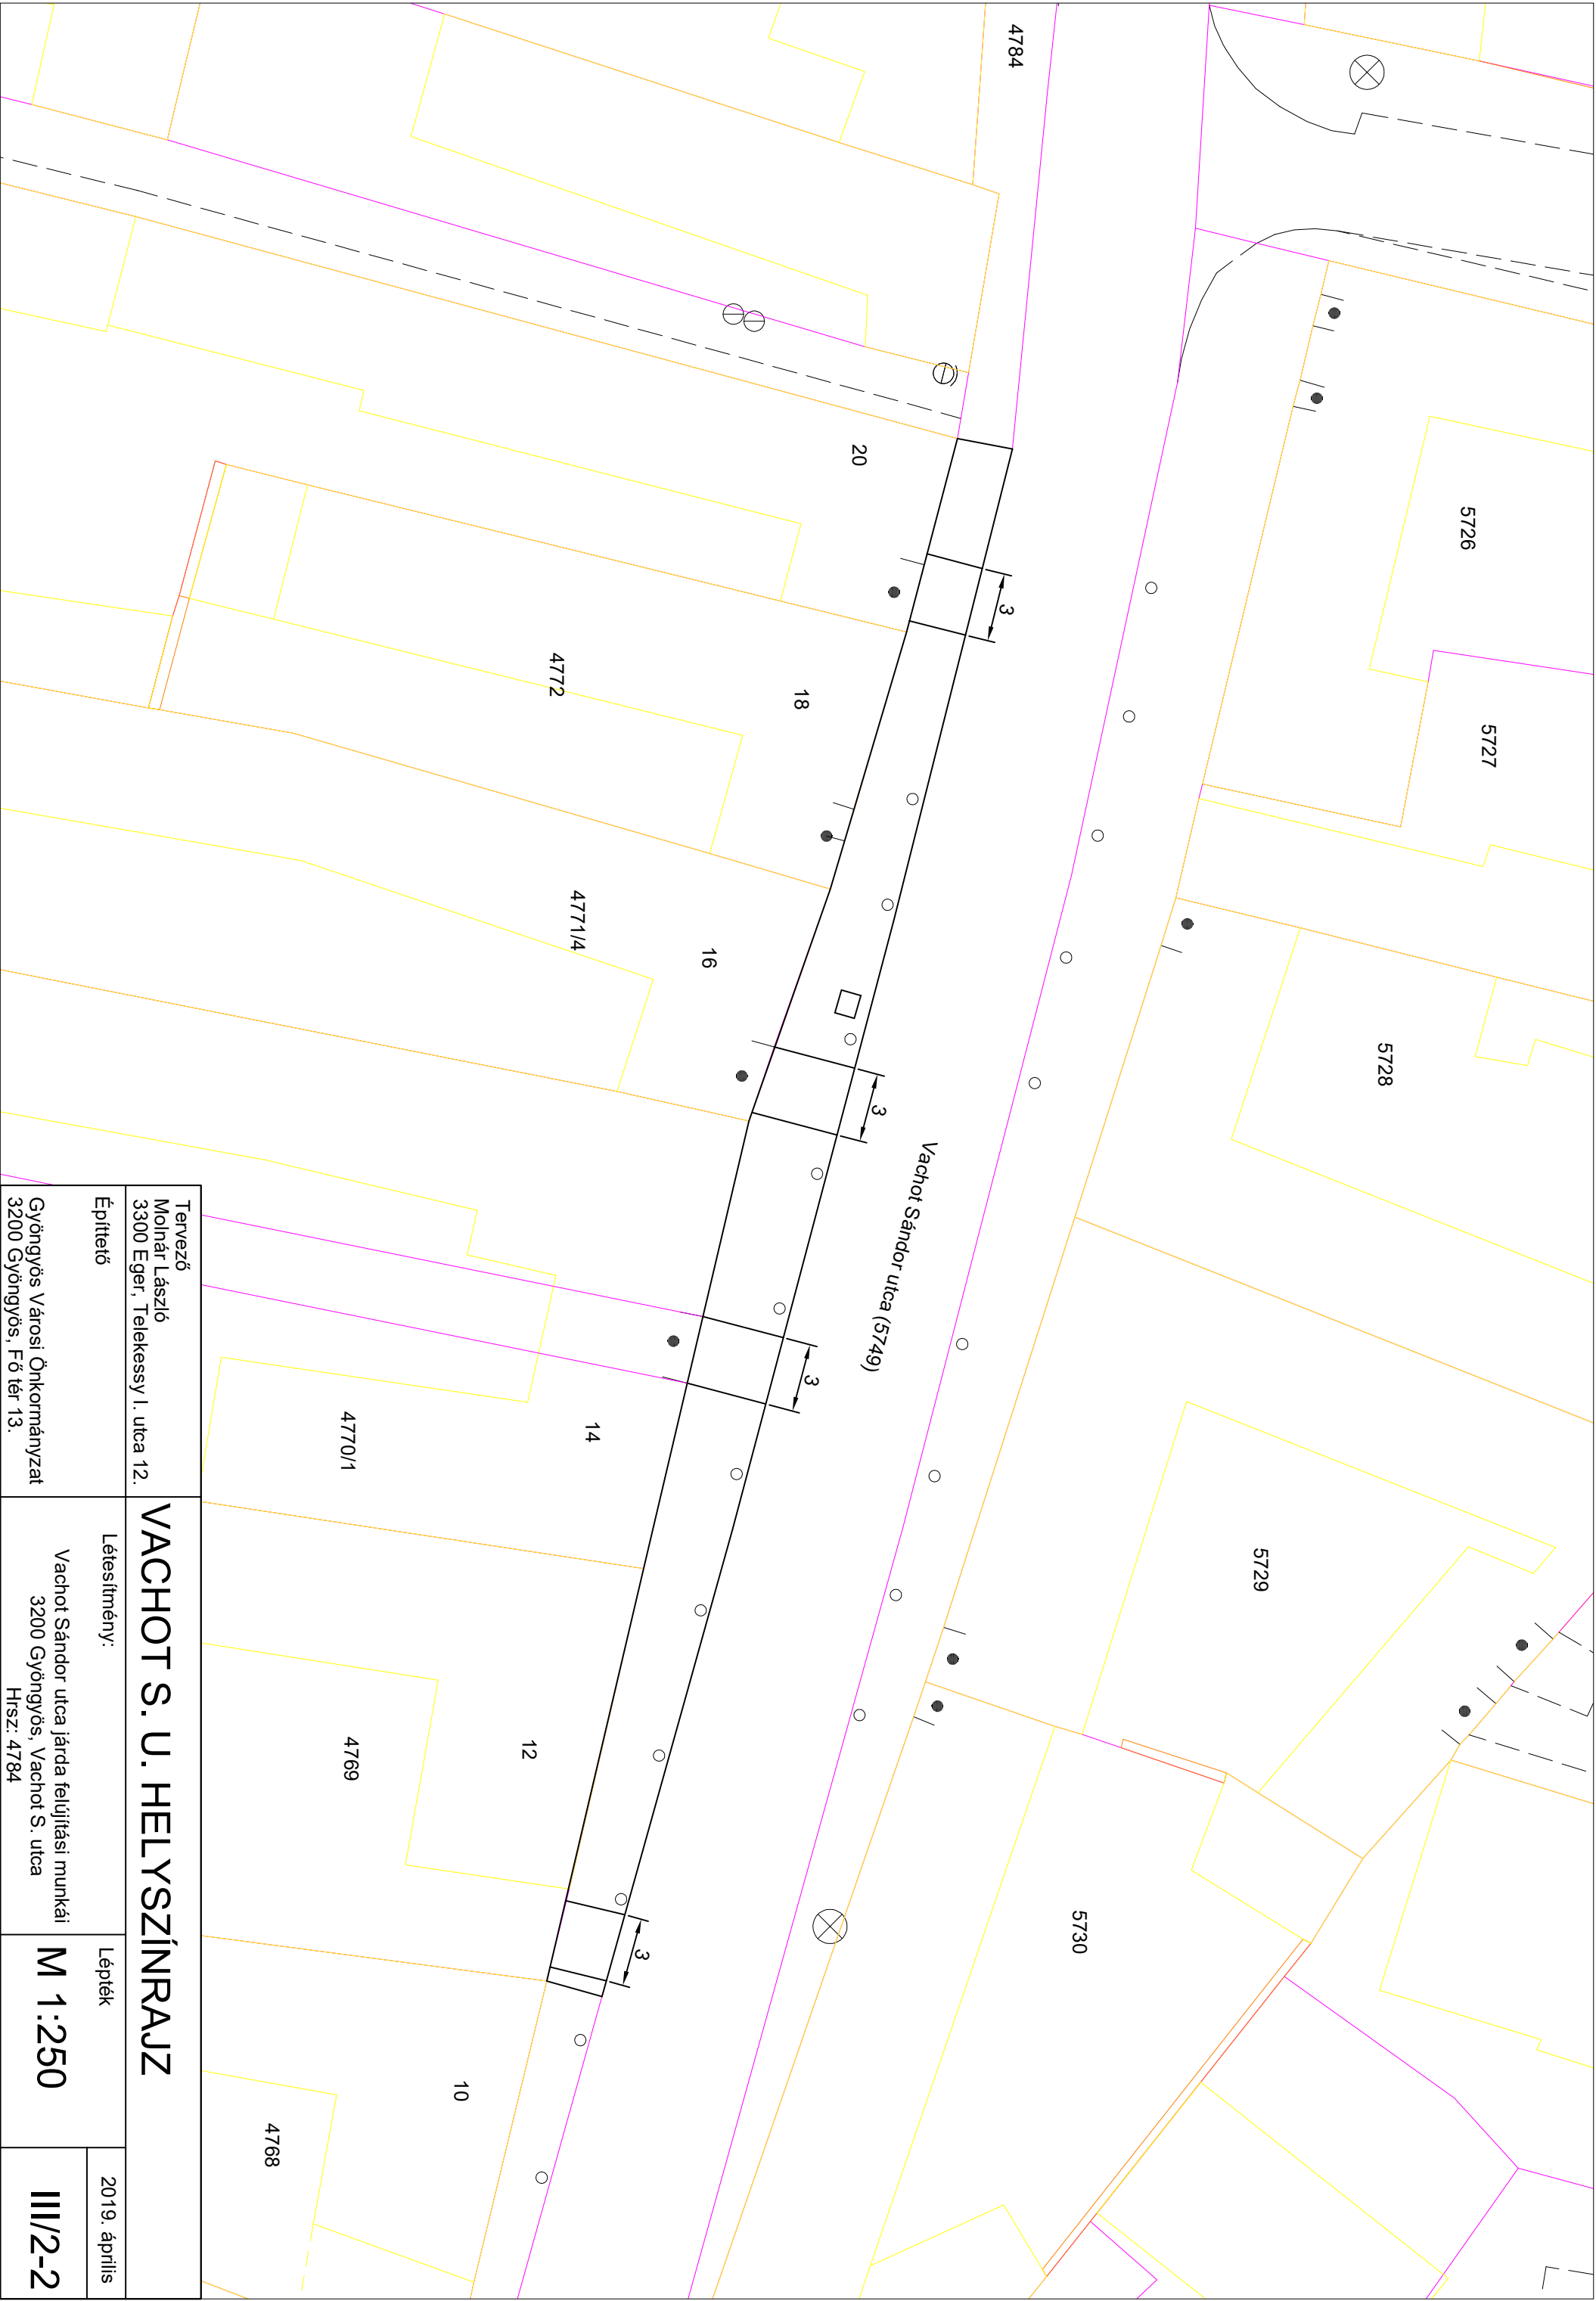 4784
5726
5727
5728
5729
5730
20
18
4772
16
4771/4
14
4770/1
12
4769
10
4768
3
3
3
3
Vachot Sándor utca (5749)
Tervező
Molnár László
3300 Eger, Telekessy I. utca 12.
Építtető
Gyöngyös Városi Önkormányzat
3200 Gyöngyös, Fő tér 13.
VACHOT S. U. HELYSZÍNRAJZ
Létesítmény:
Vachot Sándor utca járda felújítási munkái
3200 Gyöngyös, Vachot S. utca
Hrsz: 4784
Lépték
M 1:250
2019. április
III/2-2